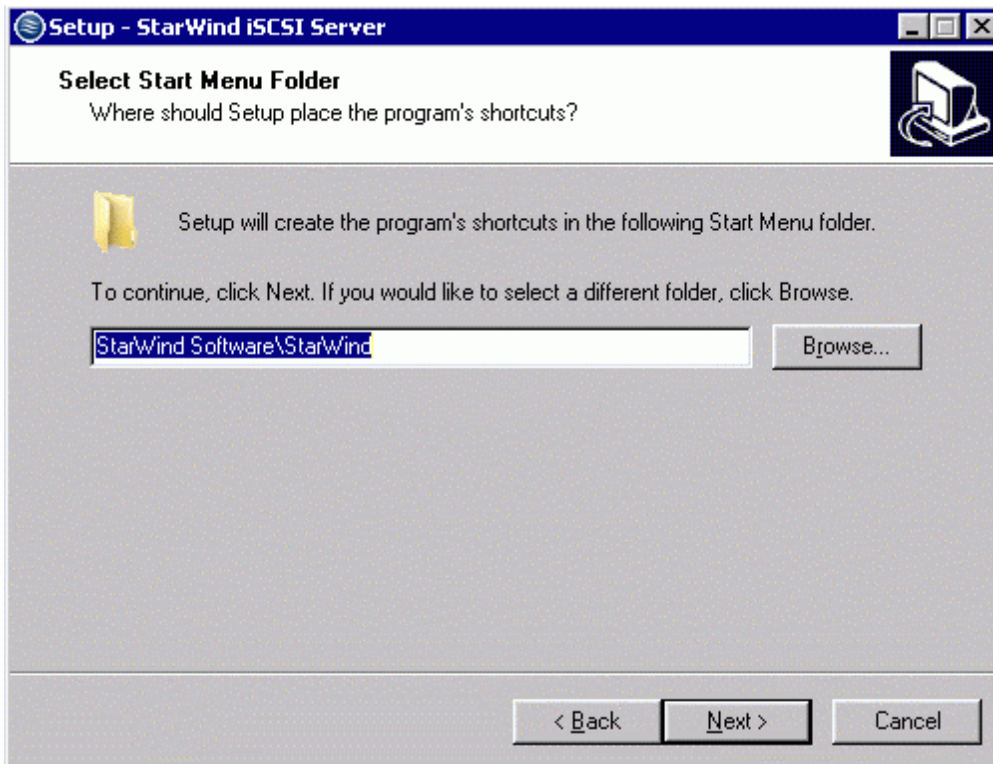 Setup - StarWind iSCSI Server
Select Start Menu Folder
Where should Setup place the program's shortcuts?
Setup will create the program's shortcuts in the following Start Menu folder.
To continue, click Next. If you would like to select a different folder, click Browse.
StarWind Software\StarWind
Browse...
< Back
Next >
Cancel